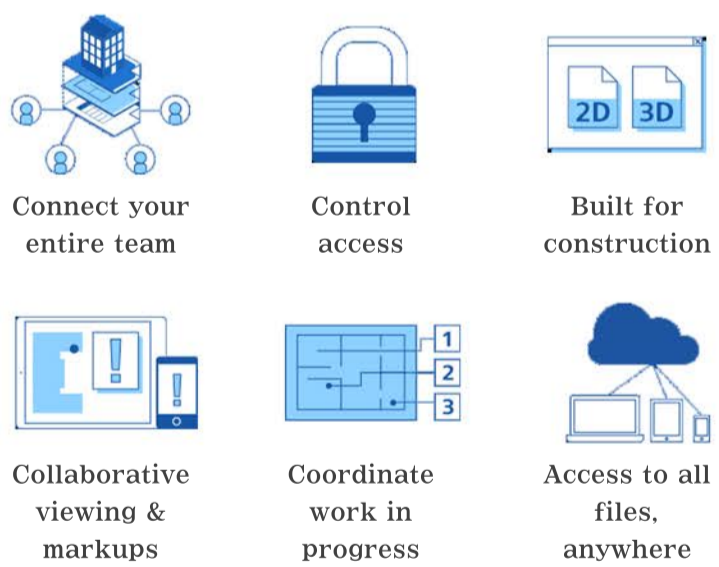 2D 3D
Connect your
entire team
Control
access
Built for
construction
!
!
1
2
3
Collaborative
viewing &
markups
Coordinate
work in
progress
Access to all
files,
anywhere